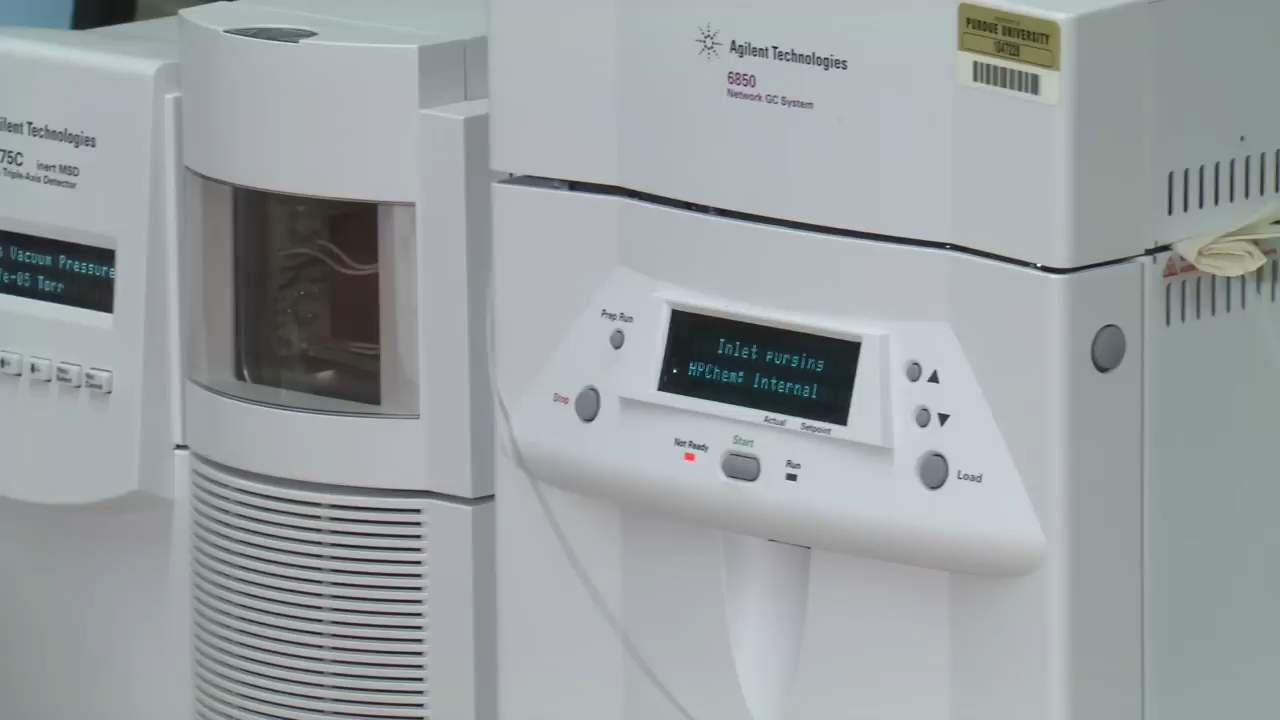 ilent Technologies
75C inert MSD
Triple-Axis Detector
Vacuum Pressure
e-05 Torr
Agilent Technologies
6850
Network GC System
PURDUE UNIVERSITY
Prep Run
Stop
Inlet purging
HPChem: Internal
Actual Setpoint
Not Ready
Start
Run
Load